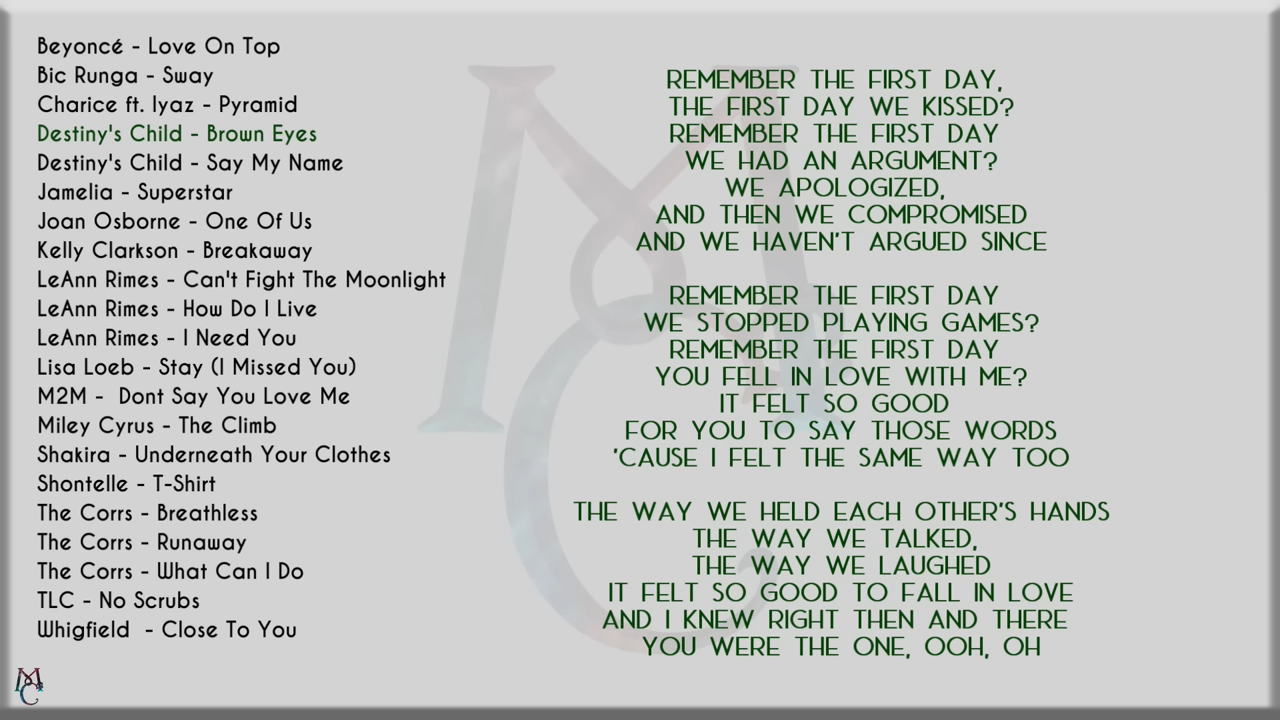 Beyoncé - Love On Top
Bic Runga - Sway
Charice ft. Iyaz - Pyramid
Destiny's Child - Brown Eyes
Destiny's Child - Say My Name
Jamelia - Superstar
Joan Osborne - One Of Us
Kelly Clarkson - Breakaway
LeAnn Rimes - Can't Fight The Moonlight
LeAnn Rimes - How Do I Live
LeAnn Rimes - I Need You
Lisa Loeb - Stay (I Missed You)
M2M -  Dont Say You Love Me
Miley Cyrus - The Climb
Shakira - Underneath Your Clothes
Shontelle - T-Shirt
The Corrs - Breathless
The Corrs - Runaway
The Corrs - What Can I Do
TLC - No Scrubs
Whigfield  - Close To You
REMEMBER THE FIRST DAY,
THE FIRST DAY WE KISSED?
REMEMBER THE FIRST DAY
WE HAD AN ARGUMENT?
WE APOLOGIZED,
AND THEN WE COMPROMISED
AND WE HAVEN'T ARGUED SINCE
REMEMBER THE FIRST DAY
WE STOPPED PLAYING GAMES?
REMEMBER THE FIRST DAY
YOU FELL IN LOVE WITH ME?
IT FELT SO GOOD
FOR YOU TO SAY THOSE WORDS
'CAUSE I FELT THE SAME WAY TOO
THE WAY WE HELD EACH OTHER'S HANDS
THE WAY WE TALKED,
THE WAY WE LAUGHED
IT FELT SO GOOD TO FALL IN LOVE
AND I KNEW RIGHT THEN AND THERE
YOU WERE THE ONE, OOH, OH